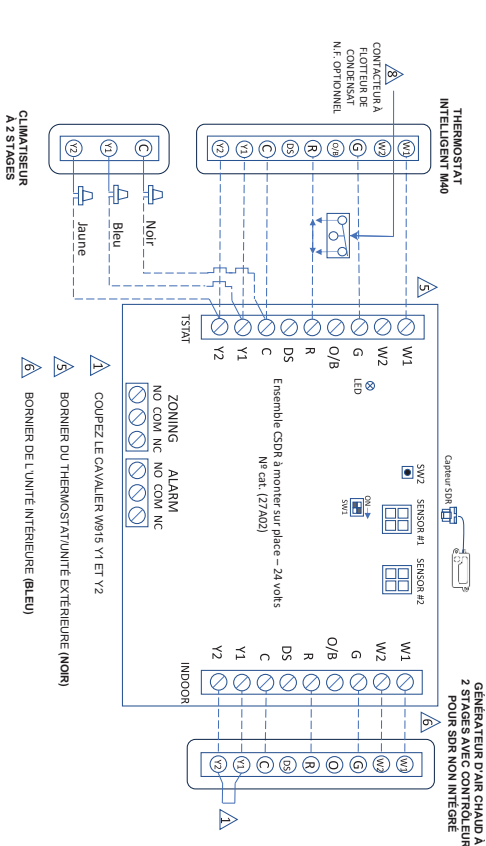 THERMOSTAT
INTELLIGENT M40
8
CONTACTEUR À
FLOTTEUR DE
CONDENSAT
N.F. OPTIONNEL
W1
W2
G
O/B
R
DS
C
Y1
Y2
CLIMATISEUR
À 2 STAGES
C
Y1
Y2
Noir
Bleu
Jaune
5
TSTAT
W1
W2
G
O/B
R
DS
C
Y1
Y2
LED
Ensemble CSDR à monter sur place – 24 volts
Nº cat. (27A02)
SW2
ON
SW1
Capteur SDR
SENSOR #1
SENSOR #2
ZONING
NO COM NC
ALARM
NO COM NC
INDOOR
W1
W2
G
O/B
R
DS
C
Y1
Y2
6
GÉNÉRATEUR D'AIR CHAUD À
2 STAGES AVEC CONTRÔLEUR
POUR SDR NON INTÉGRÉ
W1
W2
G
O
R
DS
C
Y1
Y2
1
1 COUPEZ LE CAVALIER W915 Y1 ET Y2
5 BORNIER DU THERMOSTAT/UNITÉ EXTÉRIEURE (NOIR)
6 BORNIER DE L'UNITÉ INTÉRIEURE (BLEU)